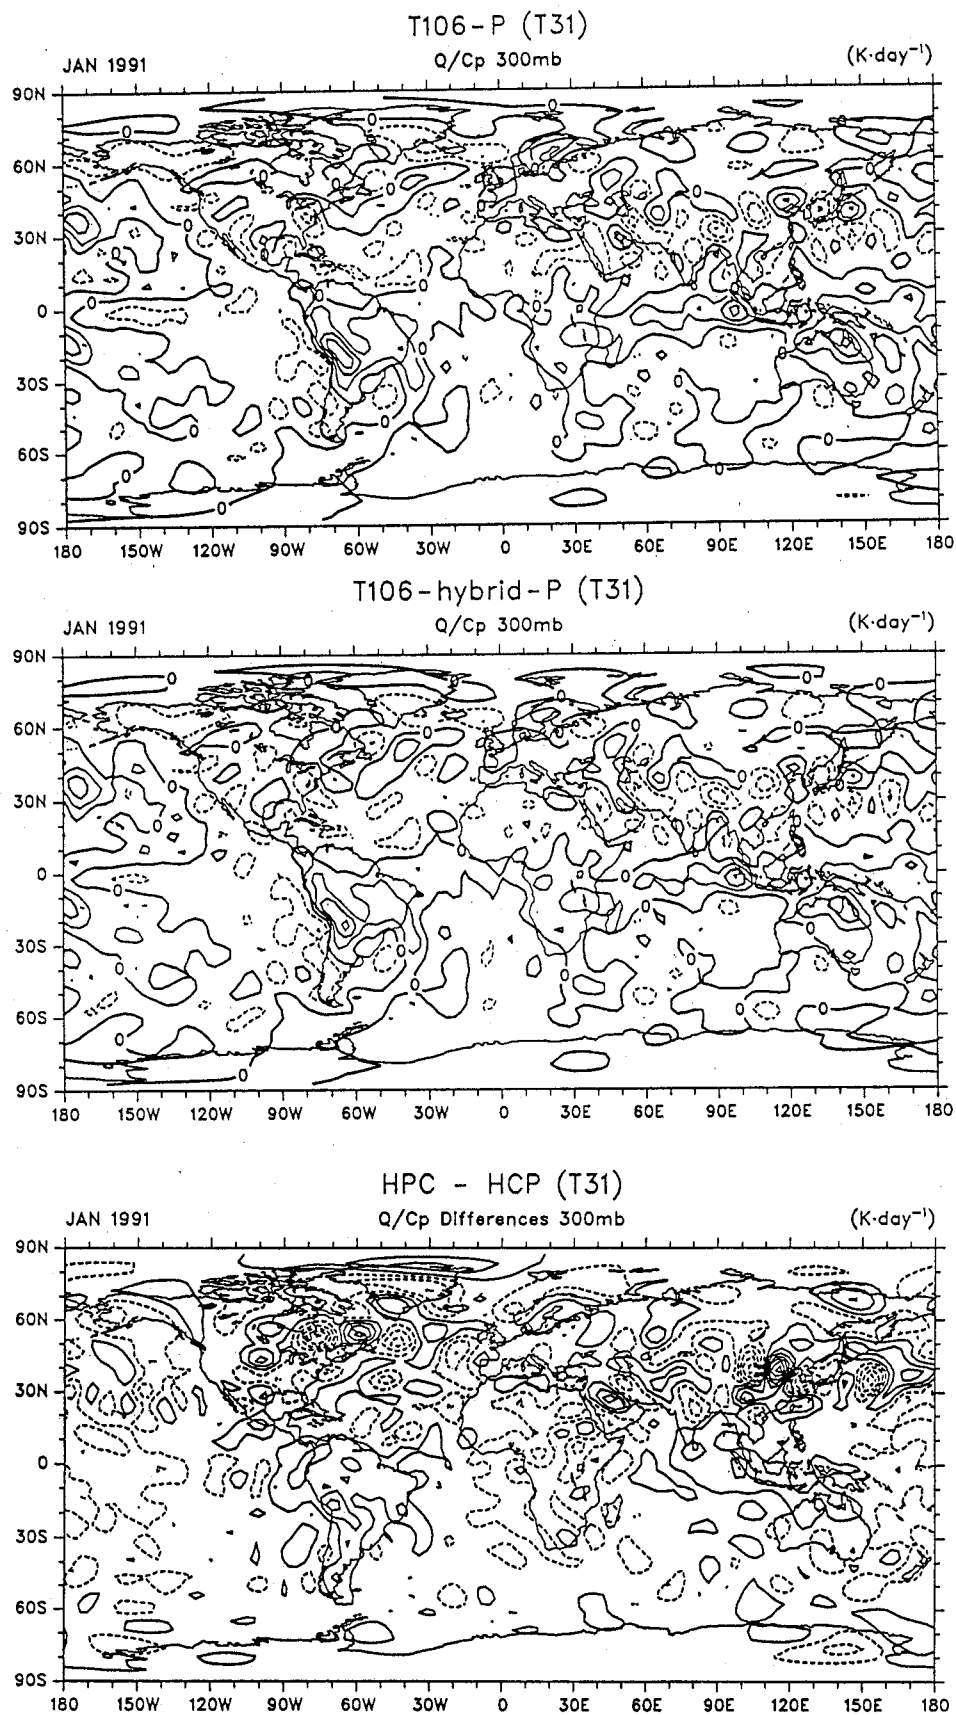 T106-P (T31)
JAN 1991 Q/Cp 300mb (K·day⁻¹)
90N
60N
30N
0
30S
60S
90S
180 150W 120W 90W 60W 30W 0 30E 60E 90E 120E 150E 180
T106-hybrid-P (T31)
JAN 1991 Q/Cp 300mb (K·day⁻¹)
90N
60N
30N
0
30S
60S
90S
180 150W 120W 90W 60W 30W 0 30E 60E 90E 120E 150E 180
HPC - HCP (T31)
JAN 1991 Q/Cp Differences 300mb (K·day⁻¹)
90N
60N
30N
0
30S
60S
90S
180 150W 120W 90W 60W 30W 0 30E 60E 90E 120E 150E 180